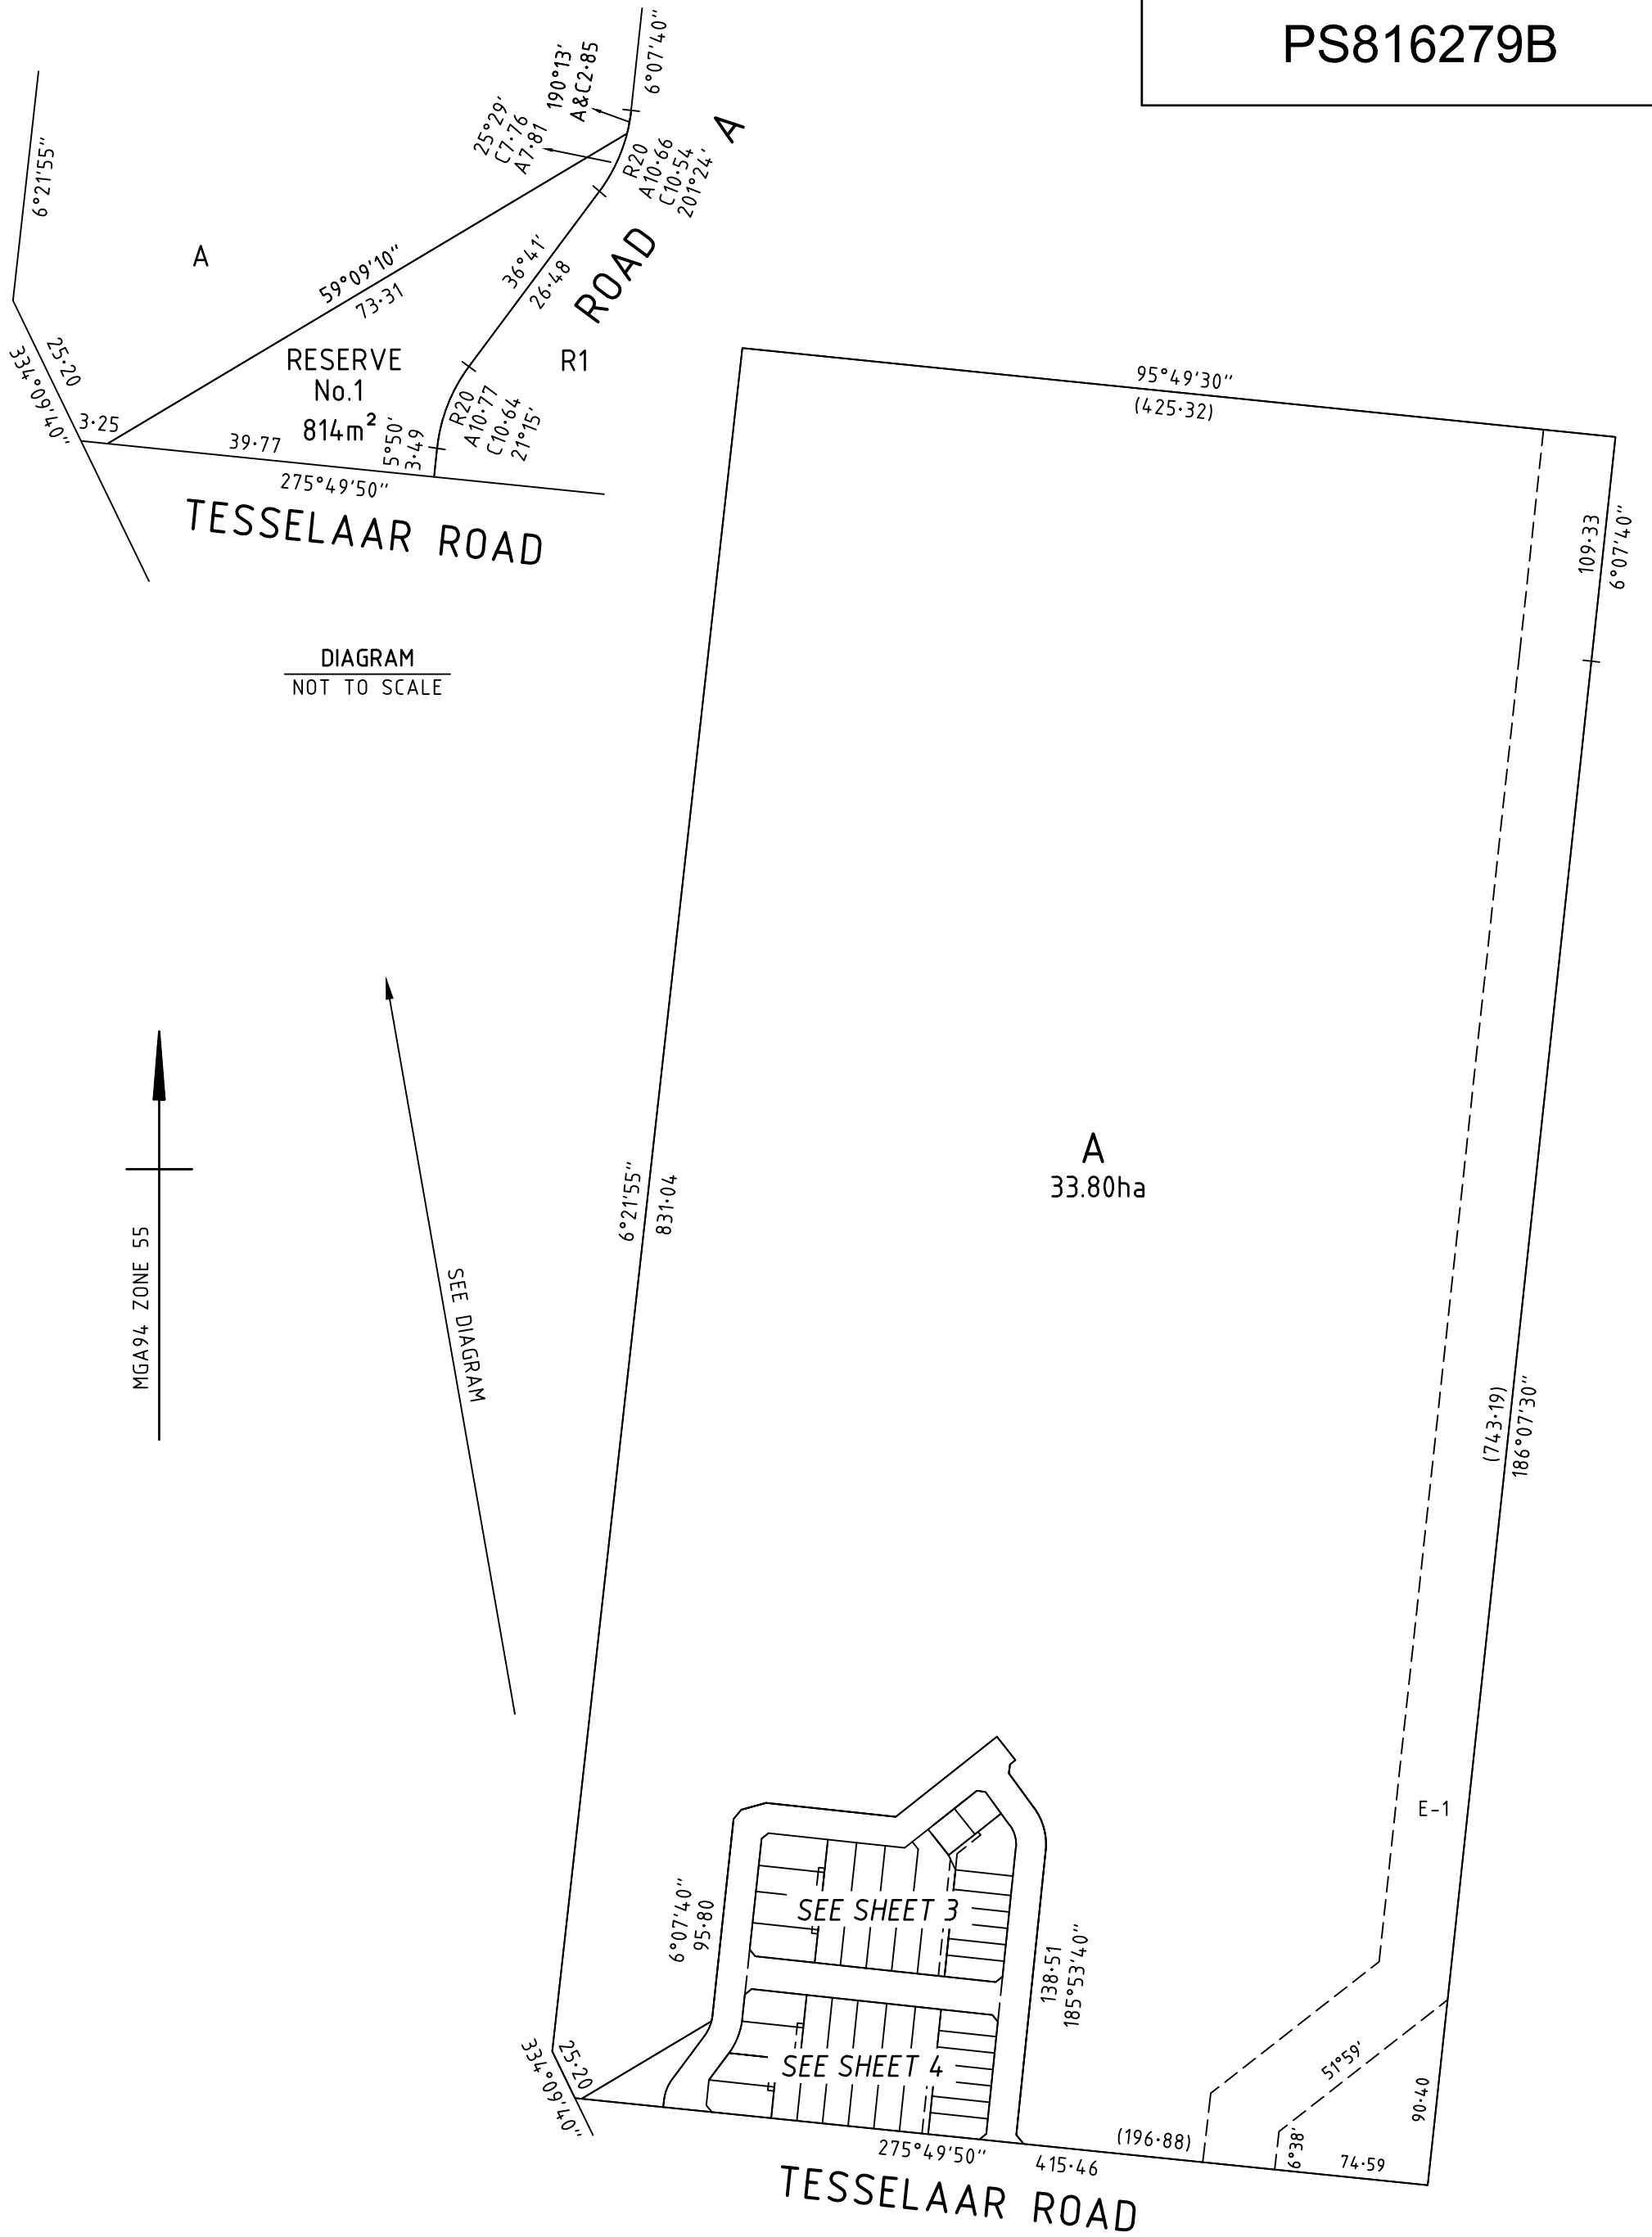 PS816279B
6°21'55"
A
25·20
334°09'40"
3·25
59°09'10"
73·31
RESERVE
No.1
814m²
39·77
275°49'50"
TESSELAAR ROAD
5°50'
3·49
R20
A10·77
C10·64
21°15'
36°41'
26·48
R1
ROAD A
25°29'
C7·76
A7·81
190°13'
A&C2·85
6°07'40"
R20
A10·66
C10·54
201°24'
DIAGRAM
NOT TO SCALE
95°49'30"
(425·32)
109·33
6°07'40"
MGA94 ZONE 55
SEE DIAGRAM
6°21'55"
831·04
A
33.80ha
(743·19)
186°07'30"
E-1
6°07'40"
95·80
SEE SHEET 3
138·51
185°53'40"
SEE SHEET 4
25·20
334°09'40"
51°59'
90·40
6°38'
74·59
(196·88)
275°49'50"
415·46
TESSELAAR ROAD